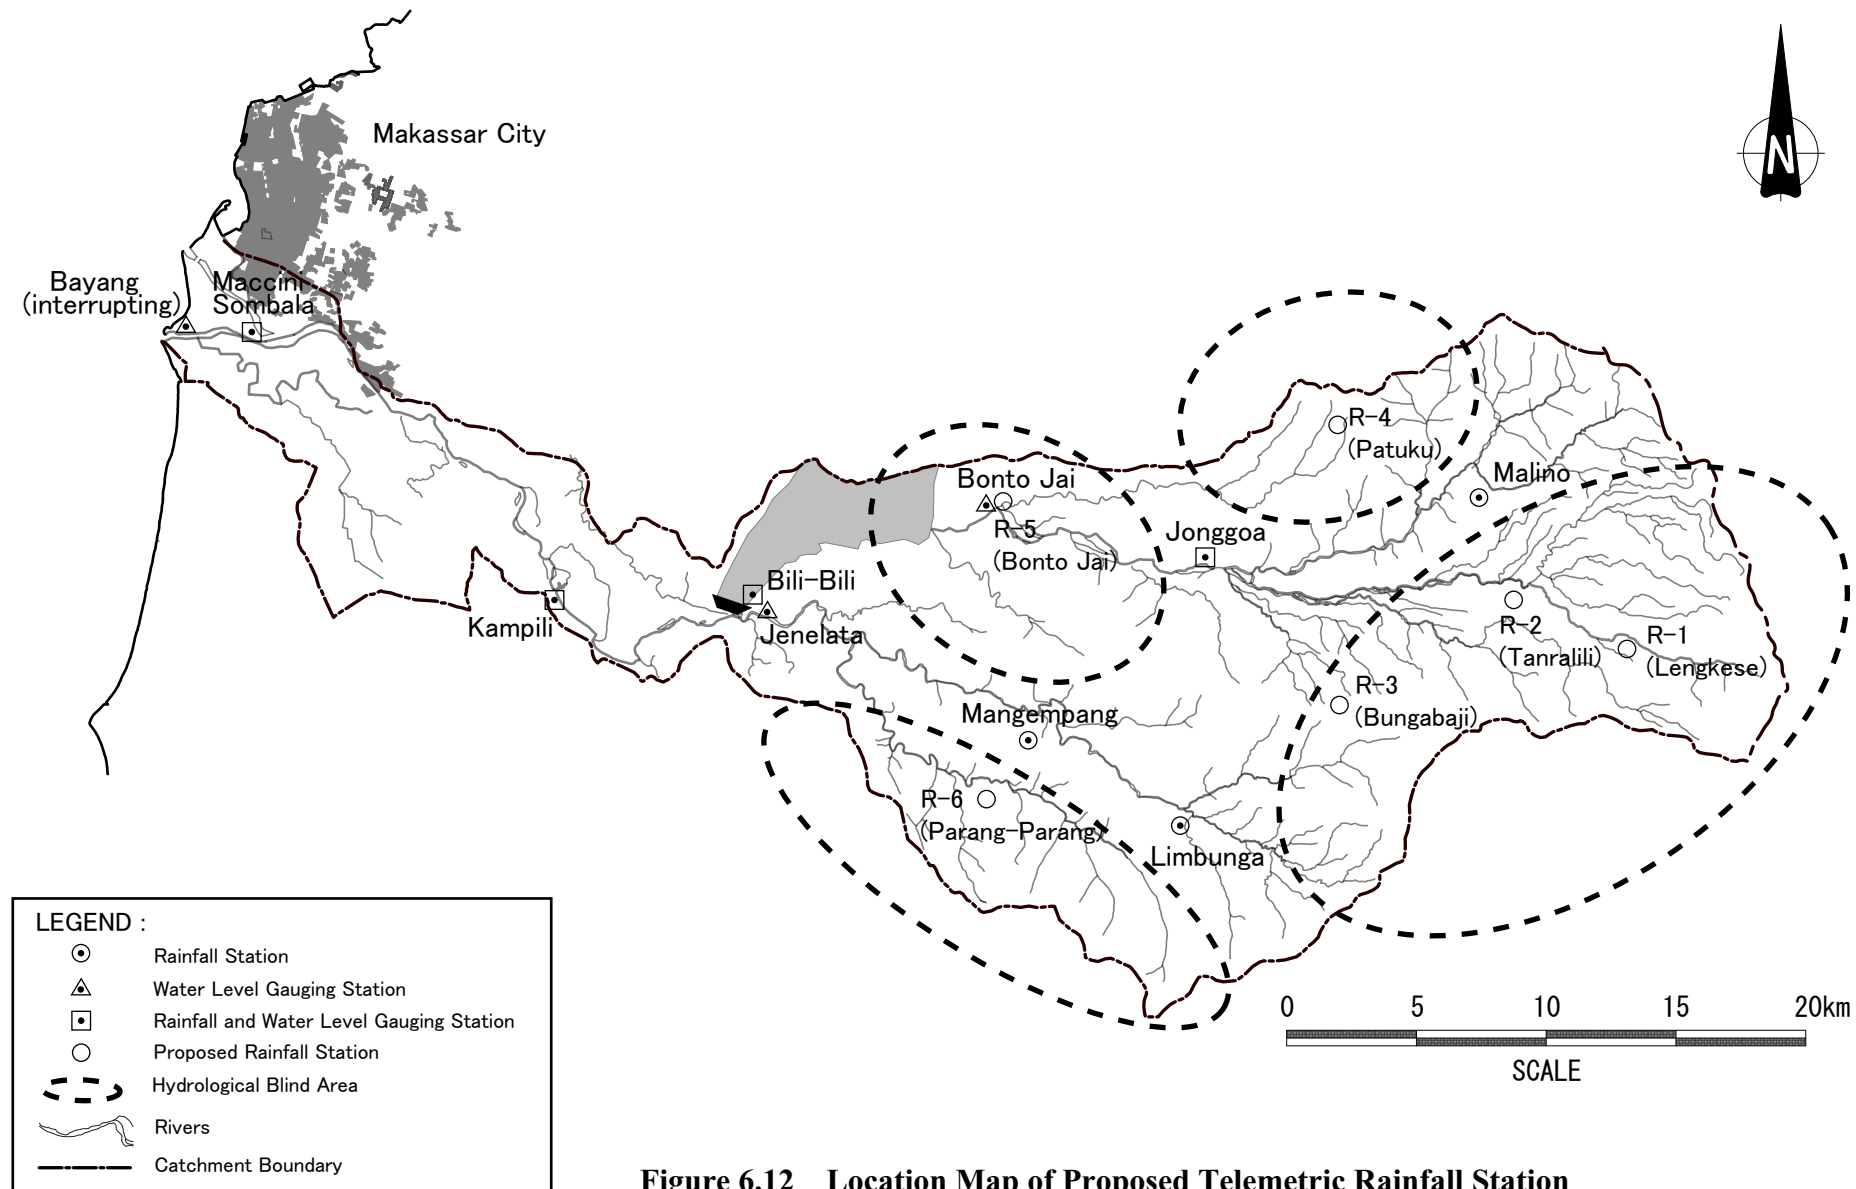 Makassar City
N
Bayang
(interrupting)
Maccini
Sombala
R-4
(Patuku)
Malino
Bonto Jai
R-5
(Bonto Jai)
Jonggoa
Bili-Bili
Kampili
Jenelata
R-2
(Tanralili)
R-1
(Lengkese)
R-3
(Bungabaji)
Mangempang
R-6
(Parang-Parang)
Limbunga
LEGEND :
Rainfall Station
Water Level Gauging Station
Rainfall and Water Level Gauging Station
Proposed Rainfall Station
Hydrological Blind Area
Rivers
Catchment Boundary
0 5 10 15 20km
SCALE
Figure 6.12 Location Map of Proposed Telemetric Rainfall Station